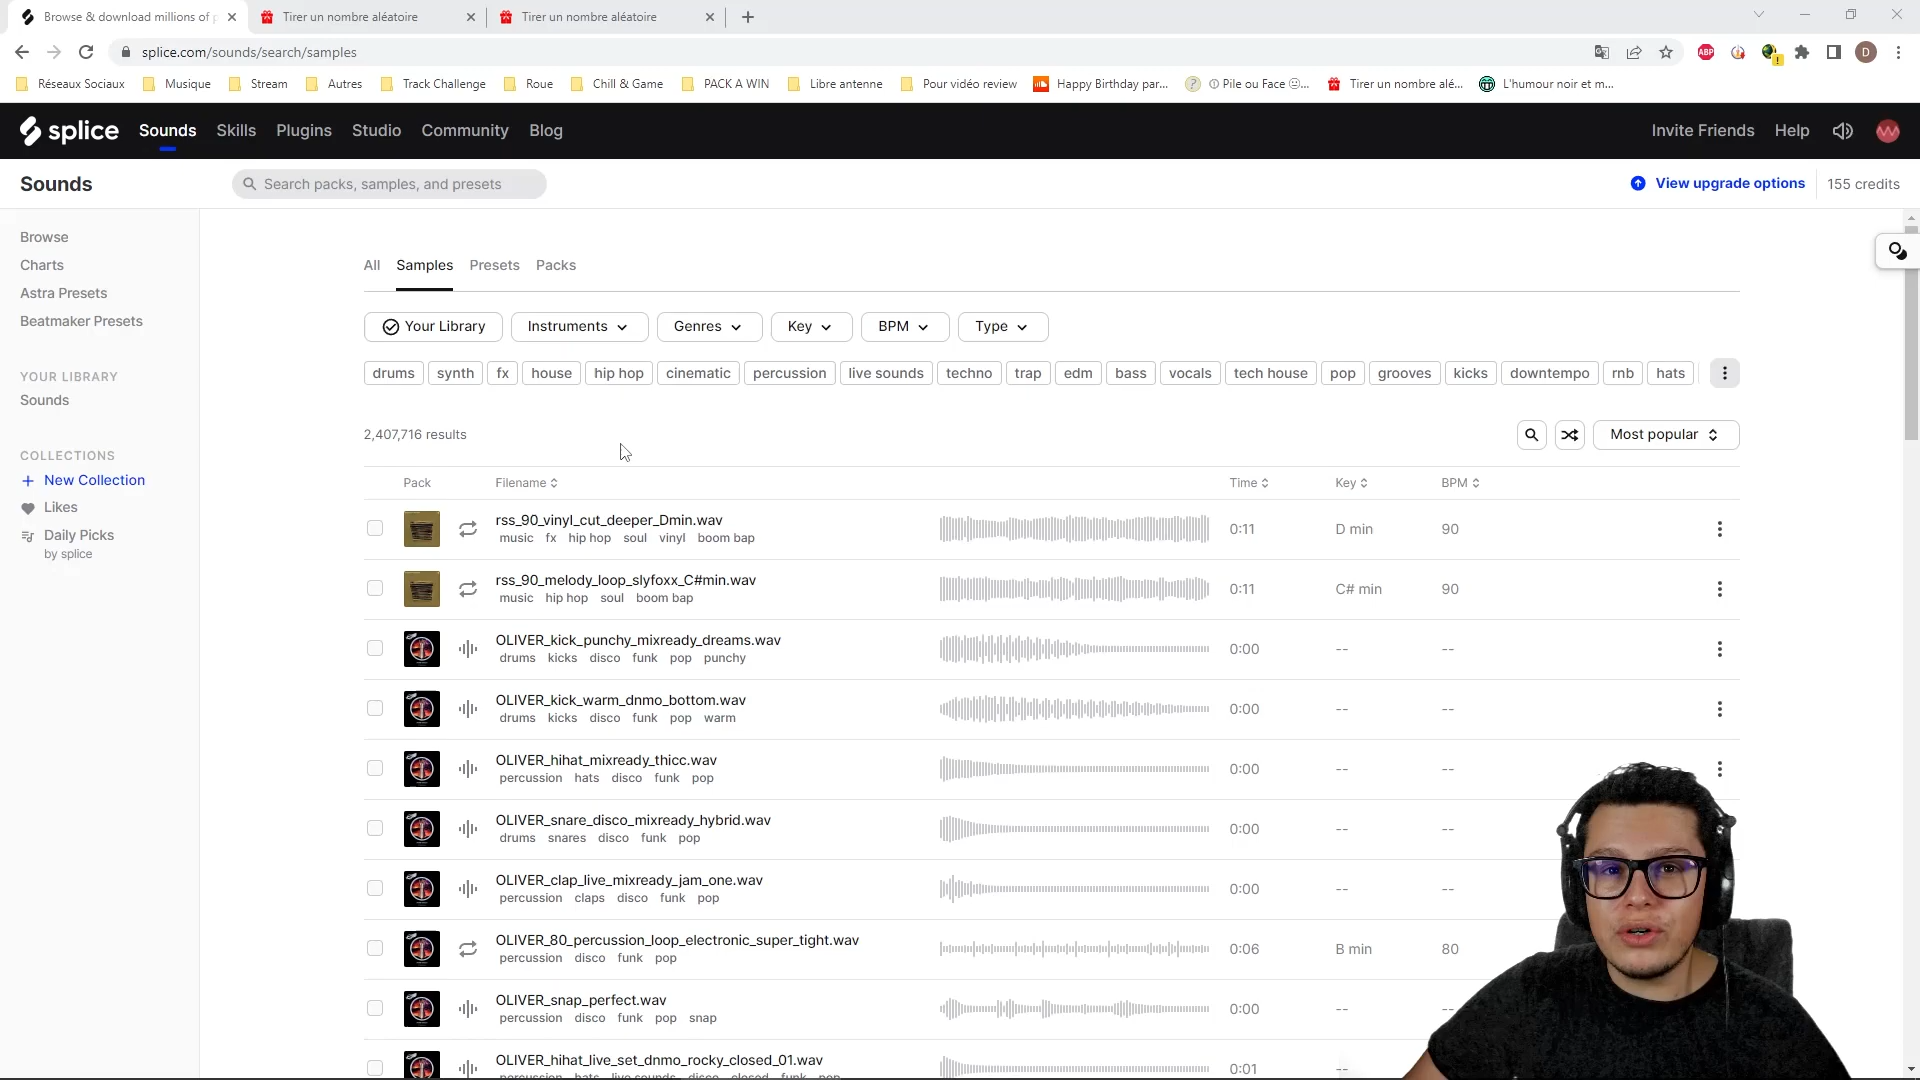 Browse & download millions of p
Tirer un nombre aléatoire
Tirer un nombre aléatoire
splice.com/sounds/search/samples
ABP
D
Réseaux Sociaux
Musique
Stream
Autres
Track Challenge
Roue
Chill & Game
PACK A WIN
Libre antenne
Pour vidéo review
Happy Birthday par...
Pile ou Face ...
Tirer un nombre alé...
L'humour noir et m...
splice
Sounds
Skills
Plugins
Studio
Community
Blog
Invite Friends
Help
Sounds
Search packs, samples, and presets
View upgrade options
155 credits
Browse
Charts
Astra Presets
Beatmaker Presets
YOUR LIBRARY
Sounds
COLLECTIONS
+ New Collection
Likes
Daily Picks
by splice
All
Samples
Presets
Packs
Your Library
Instruments
Genres
Key
BPM
Type
drums
synth
fx
house
hip hop
cinematic
percussion
live sounds
techno
trap
edm
bass
vocals
tech house
pop
grooves
kicks
downtempo
rnb
hats
2,407,716 results
Most popular
Pack
Filename
Time
Key
BPM
rss_90_vinyl_cut_deeper_Dmin.wav
music fx hip hop soul vinyl boom bap
0:11
D min
90
rss_90_melody_loop_slyfoxx_C#min.wav
music hip hop soul boom bap
0:11
C# min
90
OLIVER_kick_punchy_mixready_dreams.wav
drums kicks disco funk pop punchy
0:00
--
--
OLIVER_kick_warm_dnmo_bottom.wav
drums kicks disco funk pop warm
0:00
--
--
OLIVER_hihat_mixready_thicc.wav
percussion hats disco funk pop
0:00
--
--
OLIVER_snare_disco_mixready_hybrid.wav
drums snares disco funk pop
0:00
--
--
OLIVER_clap_live_mixready_jam_one.wav
percussion claps disco funk pop
0:00
--
--
OLIVER_80_percussion_loop_electronic_super_tight.wav
percussion disco funk pop
0:06
B min
80
OLIVER_snap_perfect.wav
percussion disco funk pop snap
0:00
--
--
OLIVER_hihat_live_set_dnmo_rocky_closed_01.wav
percussion hats live sounds disco closed funk pop
0:01
--